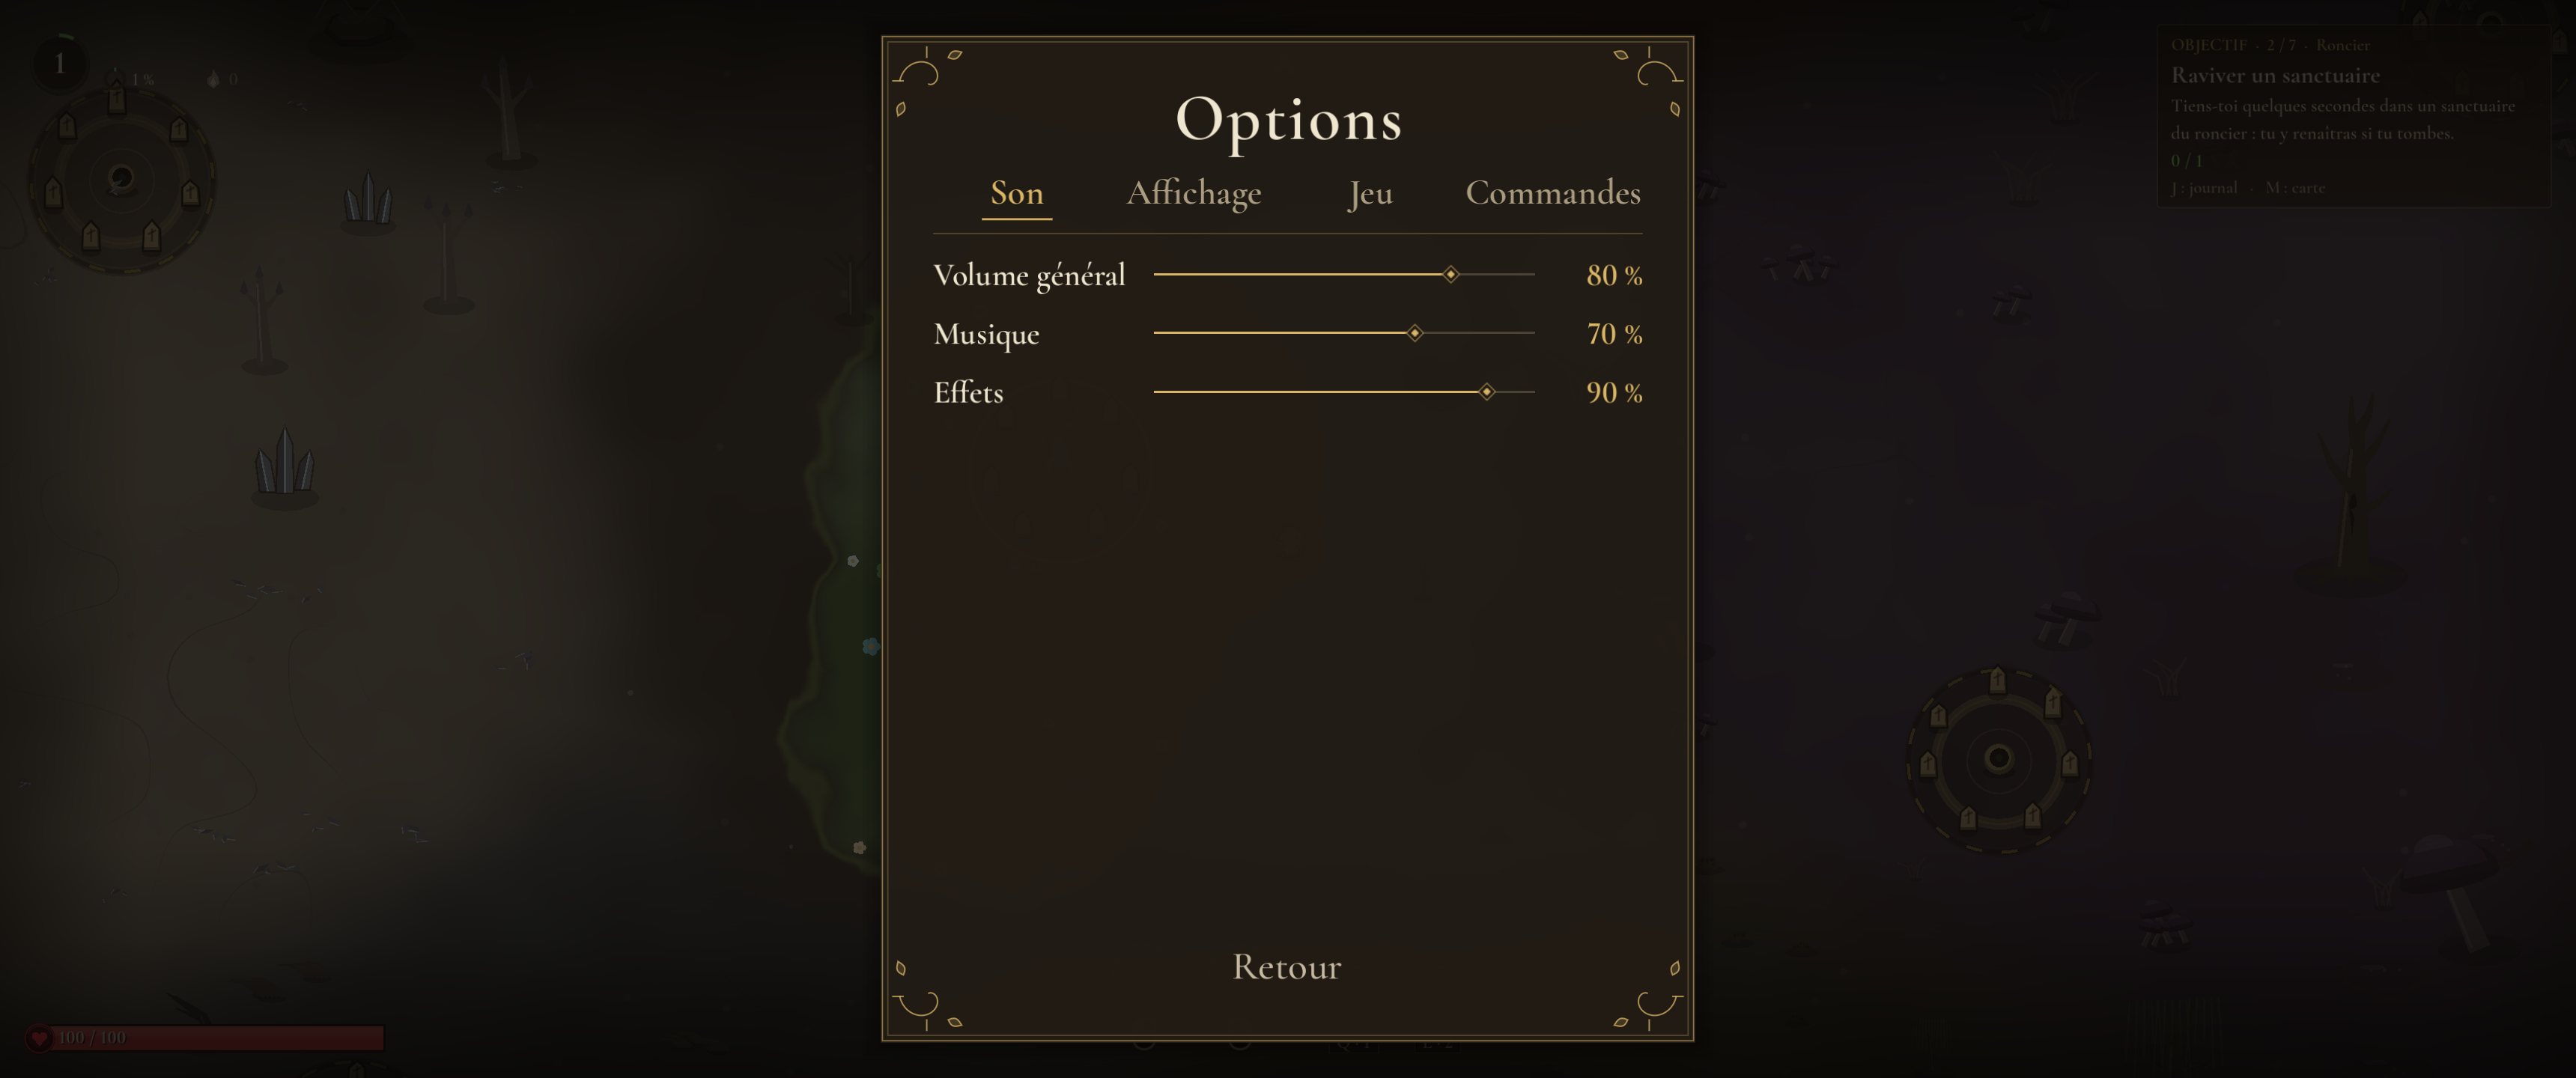 1
1 %
0
OBJECTIF · 2 / 7 · Roncier
Raviver un sanctuaire
Tiens-toi quelques secondes dans un sanctuaire
du roncier : tu y renaîtras si tu tombes.
0 / 1
J : journal · M : carte
Options
Son Affichage Jeu Commandes
Volume général 80 %
Musique 70 %
Effets 90 %
Retour
100 / 100